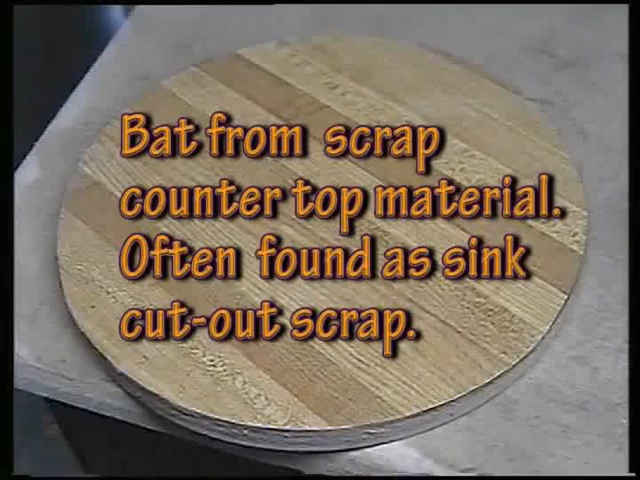 Bat from scrap
counter top material.
Often found as sink
cut-out scrap.